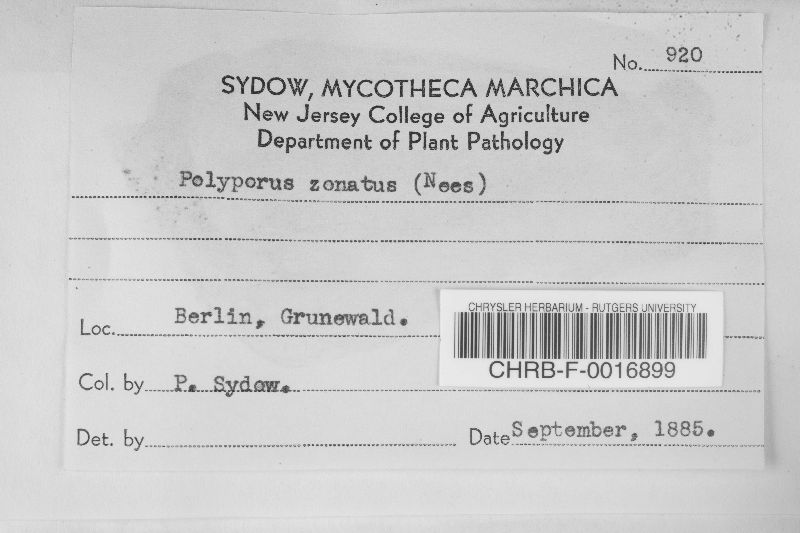 No. 920
SYDOW, MYCOTHECA MARCHICA
New Jersey College of Agriculture
Department of Plant Pathology
Polyporus zonatus (Nees)
Loc. Berlin, Grunewald.
CHRYSLER HERBARIUM - RUTGERS UNIVERSITY
CHRB-F-0016899
Col. by P. Sydow.
Det. by
Date September, 1885.